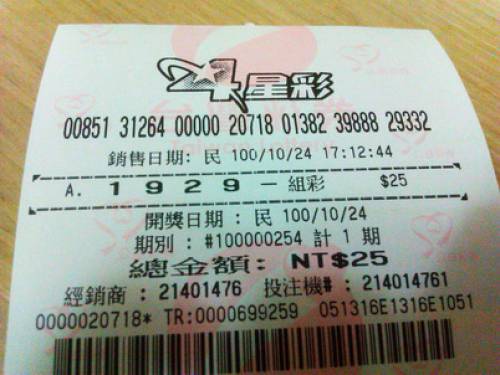 4星彩
00851 31264 00000 20718 01382 39888 29332
銷售日期: 民 100/10/24 17:12:44
A. 1 9 2 9 - 組彩 $25
開獎日期 : 民 100/10/24
期別 : #100000254 計 1 期
總金額: NT$25
經銷商 : 21401476 投注機# : 214014761
0000020718* TR:0000699259 051316E1316E1051